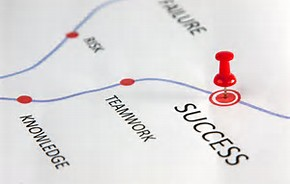 FAILURE
RISK
SUCCESS
TEAMWORK
KNOWLEDGE